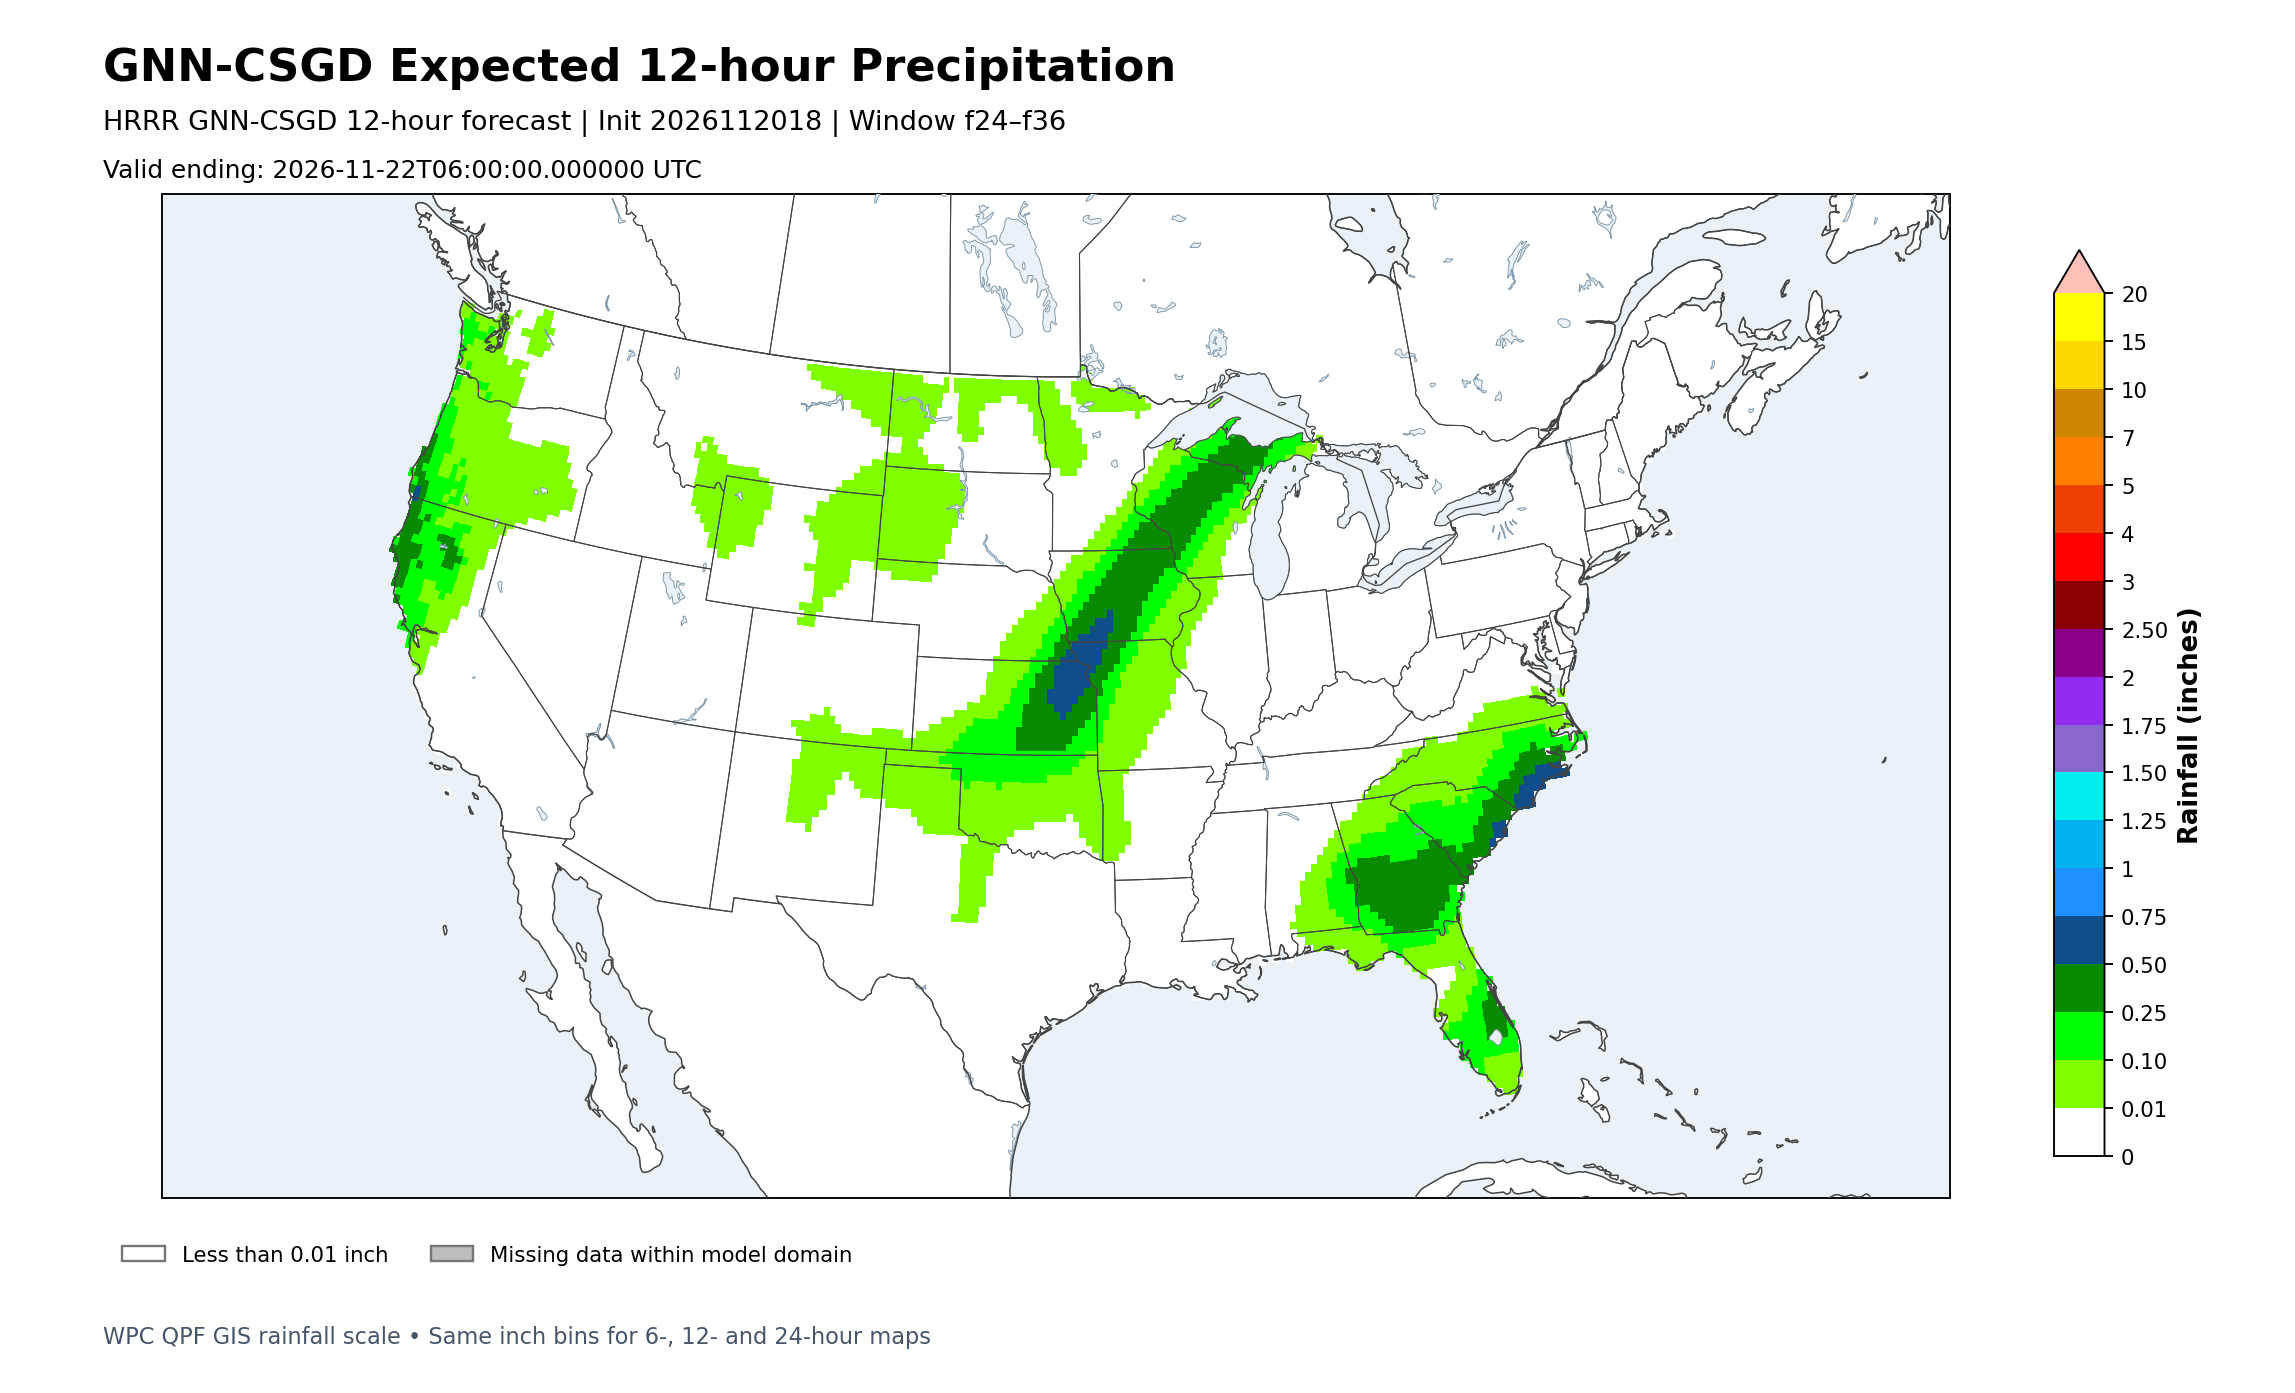 GNN-CSGD Expected 12-hour Precipitation
HRRR GNN-CSGD 12-hour forecast | Init 2026112018 | Window f24–f36
Valid ending: 2026-11-22T06:00:00.000000 UTC
20
15
10
7
5
4
3
2.50
2
1.75
1.50
1.25
1
0.75
0.50
0.25
0.10
0.01
0
Rainfall (inches)
Less than 0.01 inch
Missing data within model domain
WPC QPF GIS rainfall scale • Same inch bins for 6-, 12- and 24-hour maps